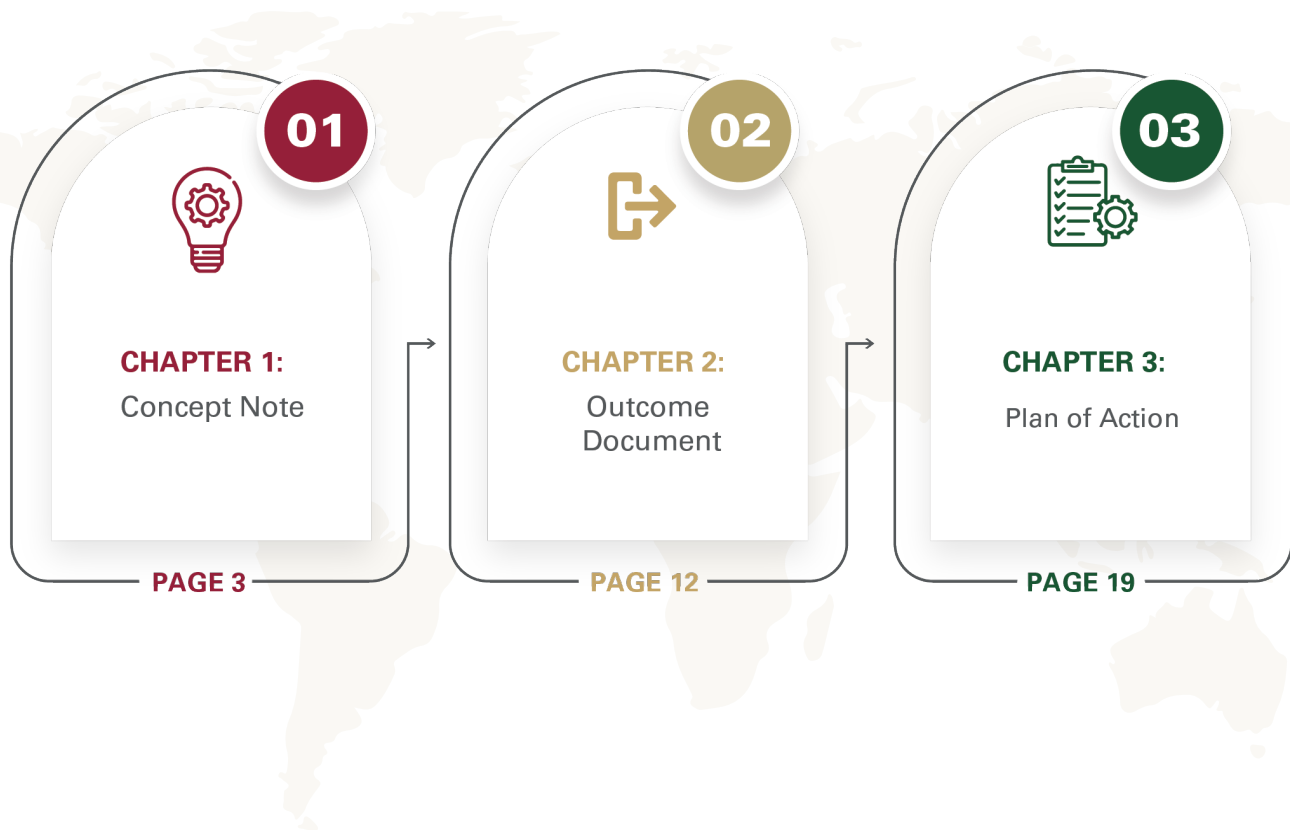 01
CHAPTER 1:
Concept Note
PAGE 3
02
CHAPTER 2:
Outcome
Document
PAGE 12
03
CHAPTER 3:
Plan of Action
PAGE 19